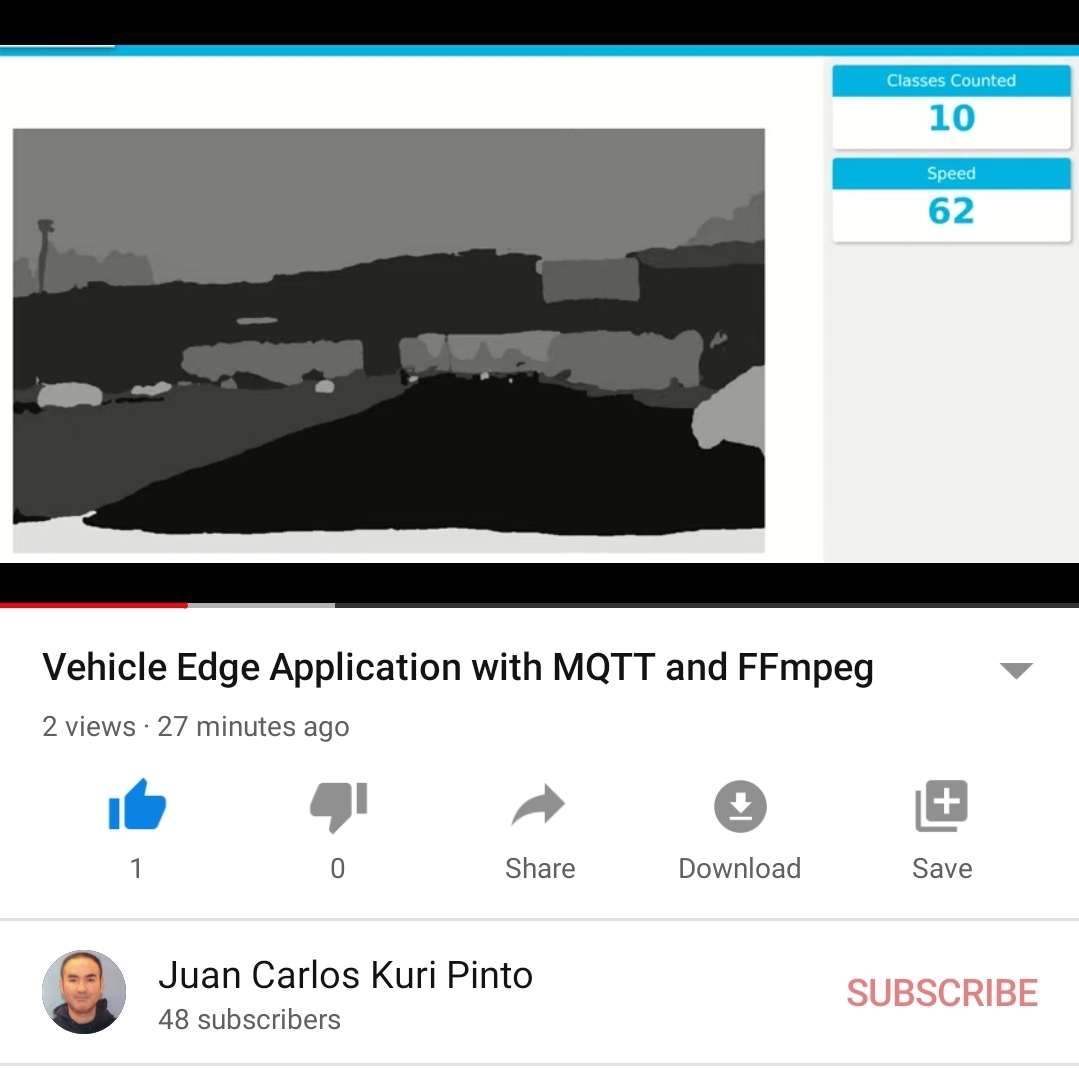 Classes Counted
10
Speed
62
Vehicle Edge Application with MQTT and FFmpeg
2 views · 27 minutes ago
1
0
Share
Download
Save
Juan Carlos Kuri Pinto
48 subscribers
SUBSCRIBE